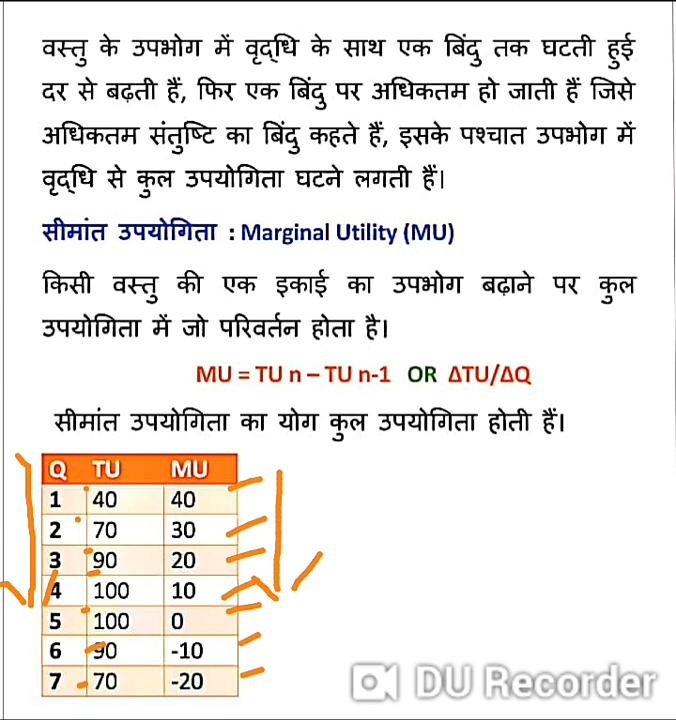 वस्तु के उपभोग में वृद्धि के साथ एक बिंदु तक घटती हुई
दर से बढ़ती हैं, फिर एक बिंदु पर अधिकतम हो जाती हैं जिसे
अधिकतम संतुष्टि का बिंदु कहते हैं, इसके पश्चात उपभोग में
वृद्धि से कुल उपयोगिता घटने लगती हैं।
सीमांत उपयोगिता : Marginal Utility (MU)
किसी वस्तु की एक इकाई का उपभोग बढ़ाने पर कुल
उपयोगिता में जो परिवर्तन होता है।
MU = TU n – TU n-1 OR ΔTU/ΔQ
सीमांत उपयोगिता का योग कुल उपयोगिता होती हैं।
Q TU MU
1 40 40
2 70 30
3 90 20
4 100 10
5 100 0
6 90 -10
7 70 -20
DU Recorder